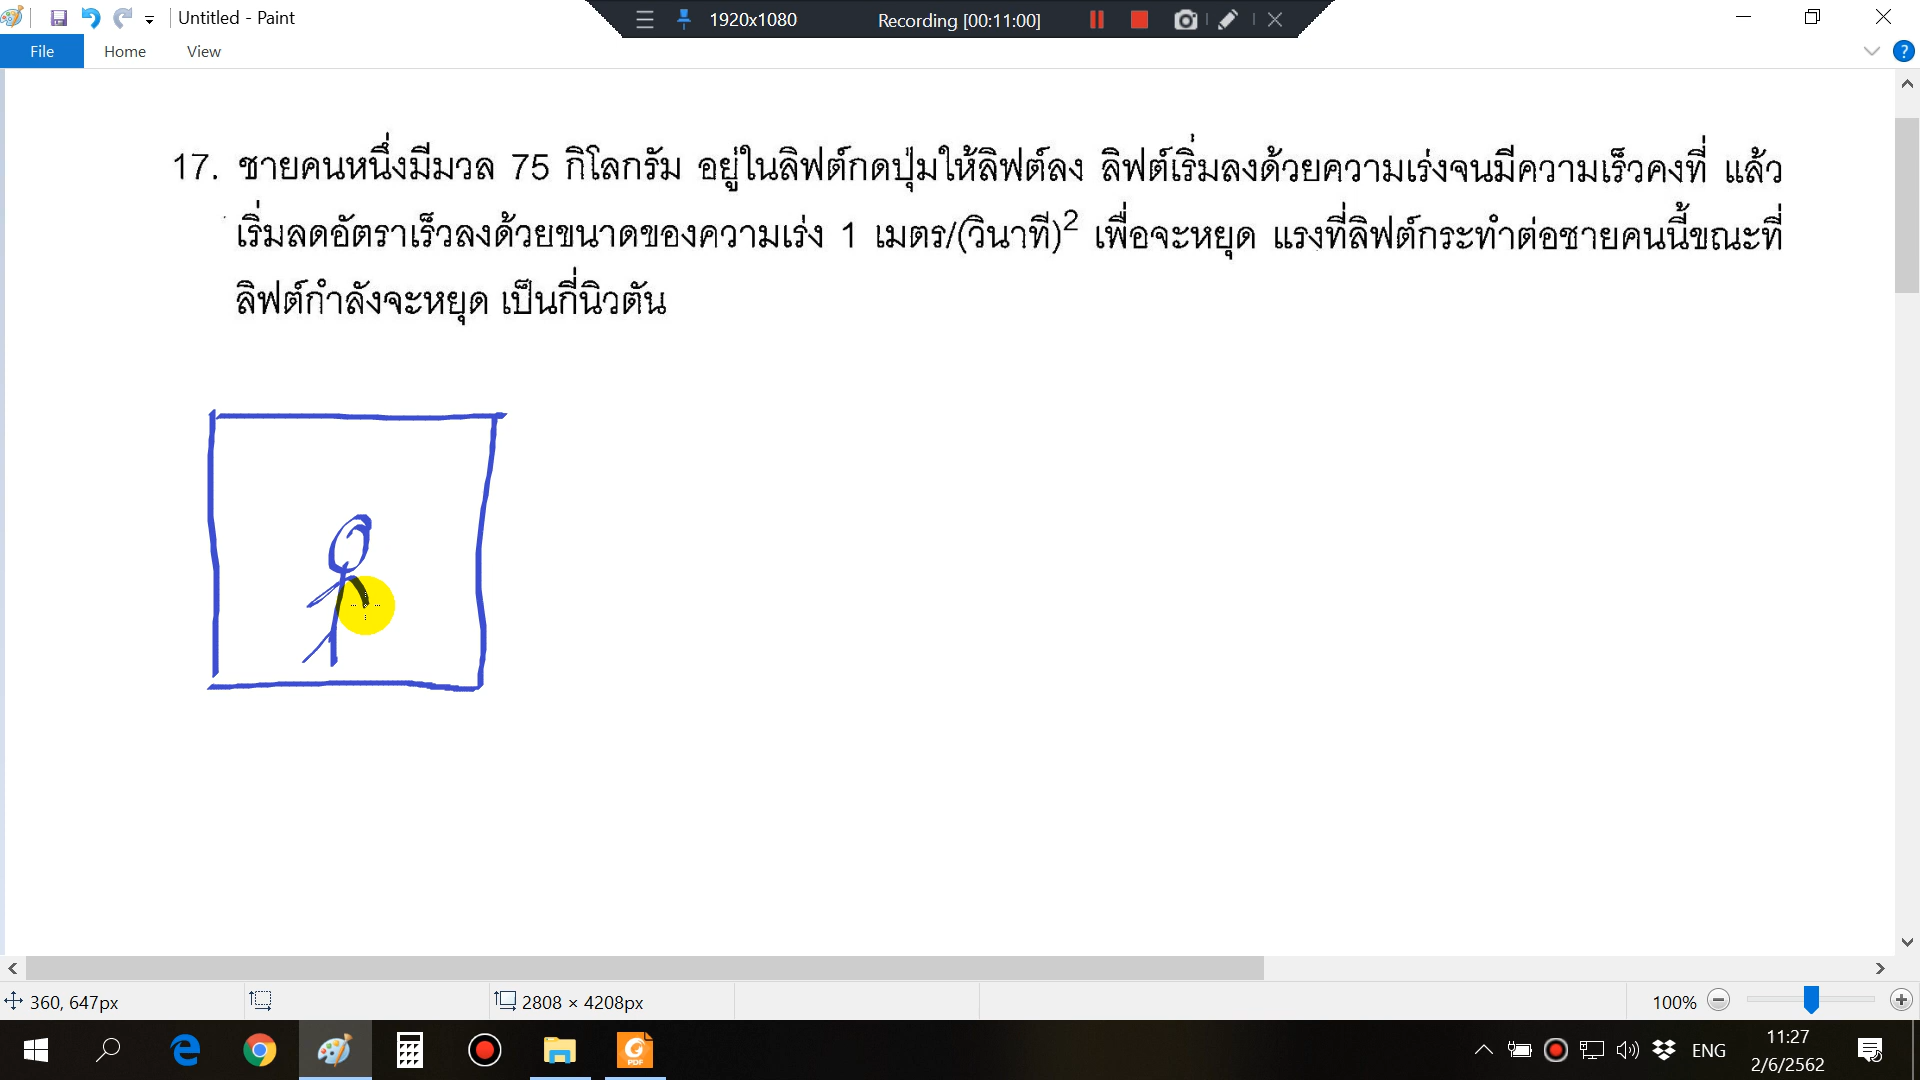 Untitled - Paint
1920x1080
Recording [00:11:00]
File
Home
View
17. ชายคนหนึ่งมีมวล 75 กิโลกรัม อยู่ในลิฟต์กดปุ่มให้ลิฟต์ลง ลิฟต์เริ่มลงด้วยความเร่งจนมีความเร็วคงที่ แล้ว
เริ่มลดอัตราเร็วลงด้วยขนาดของความเร่ง 1 เมตร/(วินาที)² เพื่อจะหยุด แรงที่ลิฟต์กระทำต่อชายคนนี้ขณะที่
ลิฟต์กำลังจะหยุด เป็นกี่นิวตัน
360, 647px
2808 × 4208px
100%
PDF
ENG
11:27
2/6/2562